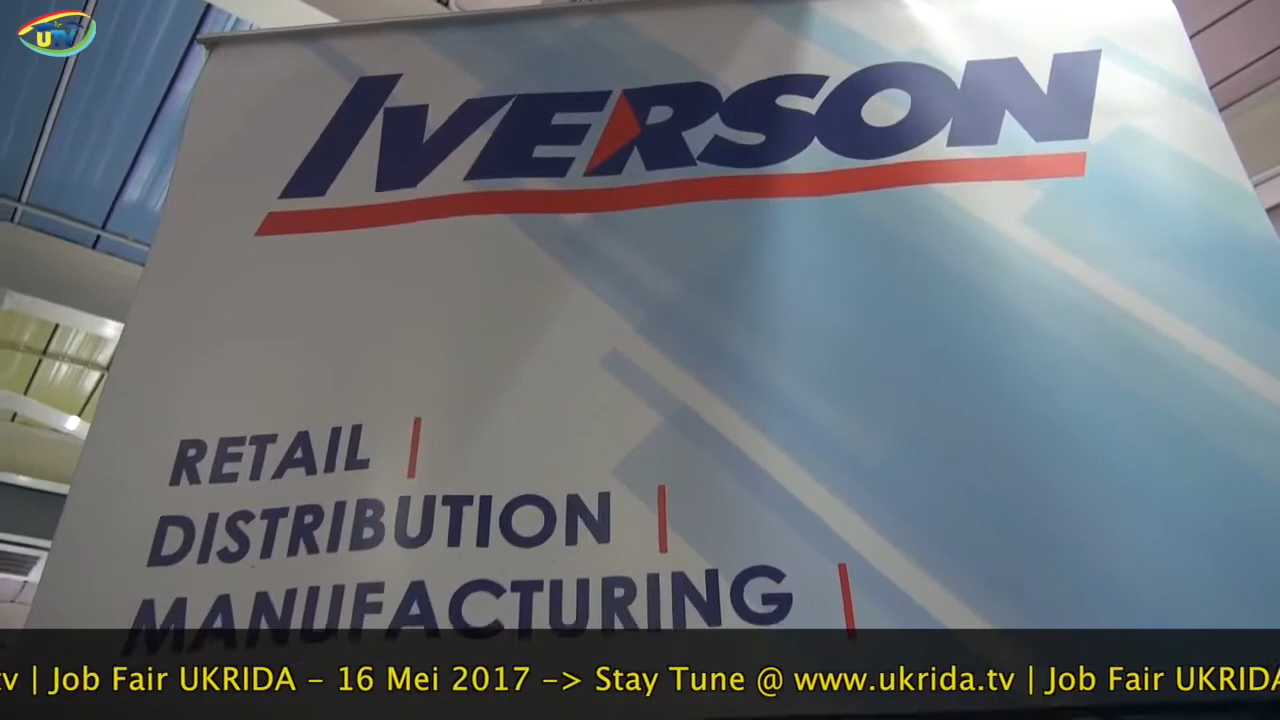 UTV
IVERSON
RETAIL |
DISTRIBUTION |
MANUFACTURING |
tv | Job Fair UKRIDA - 16 Mei 2017 -> Stay Tune @ www.ukrida.tv | Job Fair UKRIDA